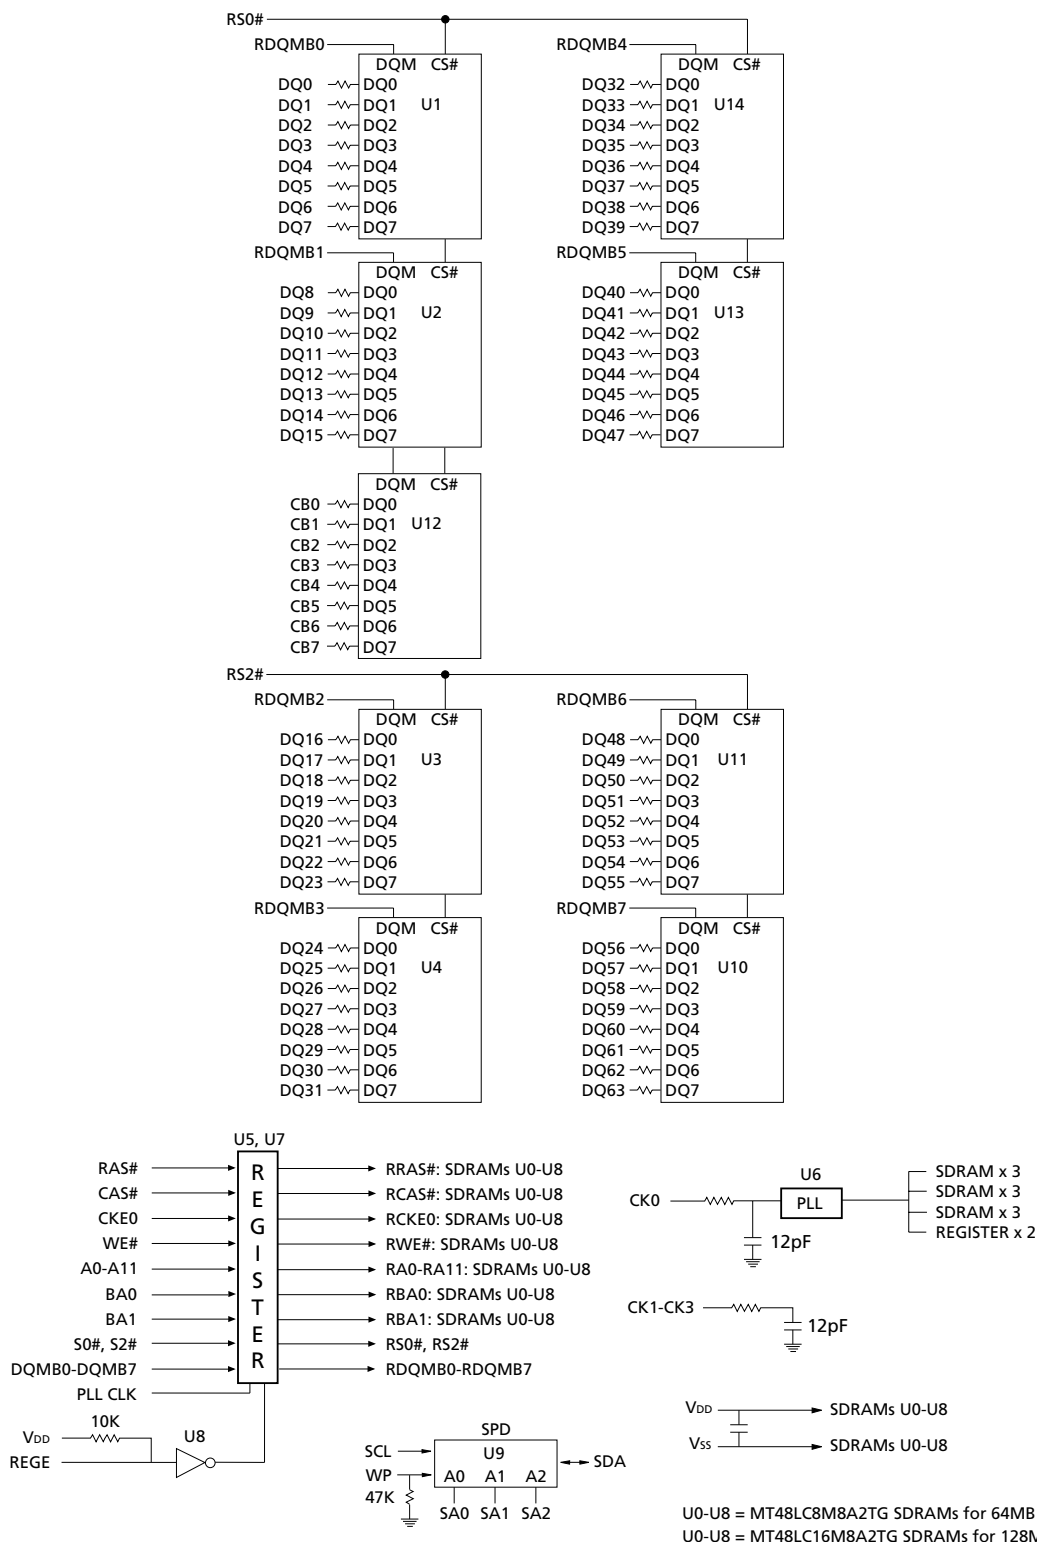 RS0#
RDQMB0
DQM CS#
U1
DQ0 DQ0
DQ1 DQ1
DQ2 DQ2
DQ3 DQ3
DQ4 DQ4
DQ5 DQ5
DQ6 DQ6
DQ7 DQ7
RDQMB4
DQM CS#
U14
DQ32 DQ0
DQ33 DQ1
DQ34 DQ2
DQ35 DQ3
DQ36 DQ4
DQ37 DQ5
DQ38 DQ6
DQ39 DQ7
RDQMB1
DQM CS#
U2
DQ8 DQ0
DQ9 DQ1
DQ10 DQ2
DQ11 DQ3
DQ12 DQ4
DQ13 DQ5
DQ14 DQ6
DQ15 DQ7
RDQMB5
DQM CS#
U13
DQ40 DQ0
DQ41 DQ1
DQ42 DQ2
DQ43 DQ3
DQ44 DQ4
DQ45 DQ5
DQ46 DQ6
DQ47 DQ7
DQM CS#
U12
CB0 DQ0
CB1 DQ1
CB2 DQ2
CB3 DQ3
CB4 DQ4
CB5 DQ5
CB6 DQ6
CB7 DQ7
RS2#
RDQMB2
DQM CS#
U3
DQ16 DQ0
DQ17 DQ1
DQ18 DQ2
DQ19 DQ3
DQ20 DQ4
DQ21 DQ5
DQ22 DQ6
DQ23 DQ7
RDQMB6
DQM CS#
U11
DQ48 DQ0
DQ49 DQ1
DQ50 DQ2
DQ51 DQ3
DQ52 DQ4
DQ53 DQ5
DQ54 DQ6
DQ55 DQ7
RDQMB3
DQM CS#
U4
DQ24 DQ0
DQ25 DQ1
DQ26 DQ2
DQ27 DQ3
DQ28 DQ4
DQ29 DQ5
DQ30 DQ6
DQ31 DQ7
RDQMB7
DQM CS#
U10
DQ56 DQ0
DQ57 DQ1
DQ58 DQ2
DQ59 DQ3
DQ60 DQ4
DQ61 DQ5
DQ62 DQ6
DQ63 DQ7
U5, U7
REGISTER
RAS# RRAS#: SDRAMs U0-U8
CAS# RCAS#: SDRAMs U0-U8
CKE0 RCKE0: SDRAMs U0-U8
WE# RWE#: SDRAMs U0-U8
A0-A11 RA0-RA11: SDRAMs U0-U8
BA0 RBA0: SDRAMs U0-U8
BA1 RBA1: SDRAMs U0-U8
S0#, S2# RS0#, RS2#
DQMB0-DQMB7 RDQMB0-RDQMB7
PLL CLK
10K
VDD
U8
REGE
U6
CK0
PLL
12pF
SDRAM x 3
SDRAM x 3
SDRAM x 3
REGISTER x 2
CK1-CK3
12pF
SPD
U9
SCL
WP
47K
A0 A1 A2
SDA
SA0 SA1 SA2
VDD SDRAMs U0-U8
Vss SDRAMs U0-U8
U0-U8 = MT48LC8M8A2TG SDRAMs for 64MB
U0-U8 = MT48LC16M8A2TG SDRAMs for 128M